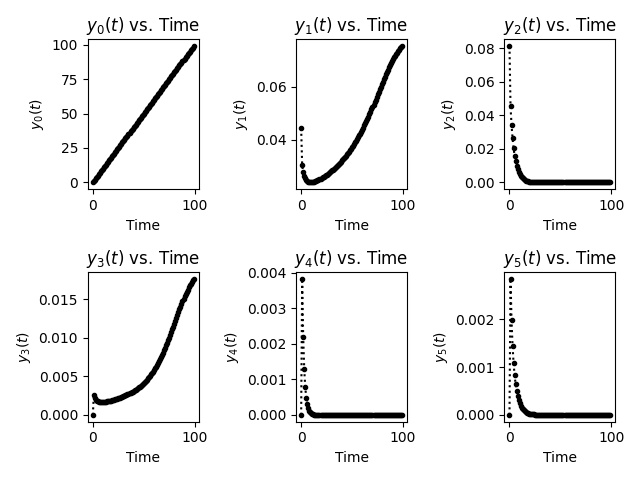 y₀(t) vs. Time
100
75
50
25
0
y₀(t)
0 100
Time
y₁(t) vs. Time
0.06
0.04
y₁(t)
0 100
Time
y₂(t) vs. Time
0.08
0.06
0.04
0.02
0.00
y₂(t)
0 100
Time
y₃(t) vs. Time
0.015
0.010
0.005
0.000
y₃(t)
0 100
Time
y₄(t) vs. Time
0.004
0.003
0.002
0.001
0.000
y₄(t)
0 100
Time
y₅(t) vs. Time
0.002
0.001
0.000
y₅(t)
0 100
Time